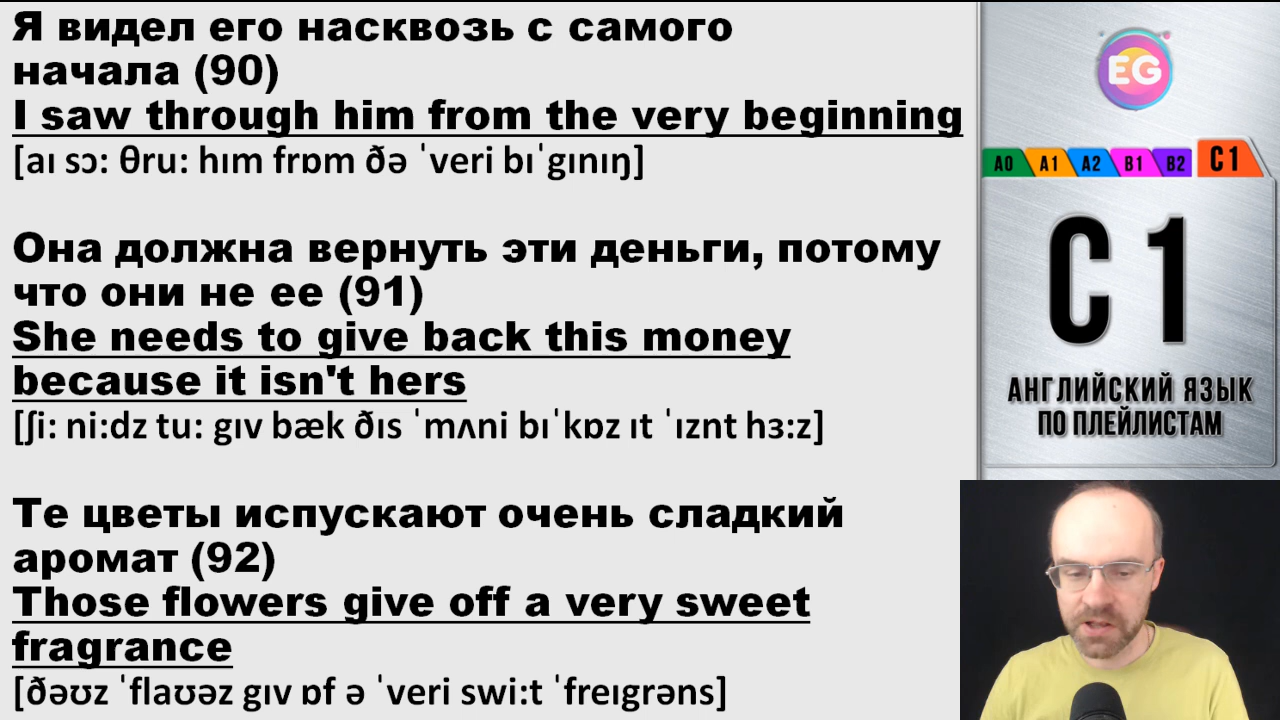 Я видел его насквозь с самого
начала (90)
I saw through him from the very beginning
[aɪ sɔ: θru: hɪm frɒm ðə ˈveri bɪˈgɪnɪŋ]
Она должна вернуть эти деньги, потому
что они не ее (91)
She needs to give back this money
because it isn't hers
[ʃi: ni:dz tu: gɪv bæk ðɪs ˈmʌni bɪˈkɒz ɪt ˈɪznt hɜ:z]
Те цветы испускают очень сладкий
аромат (92)
Those flowers give off a very sweet
fragrance
[ðəʊz ˈflaʊəz gɪv ɒf ə ˈveri swi:t ˈfreɪgrəns]
EG
A0 A1 A2 B1 B2 C1
C1
АНГЛИЙСКИЙ ЯЗЫК
ПО ПЛЕЙЛИСТАМ